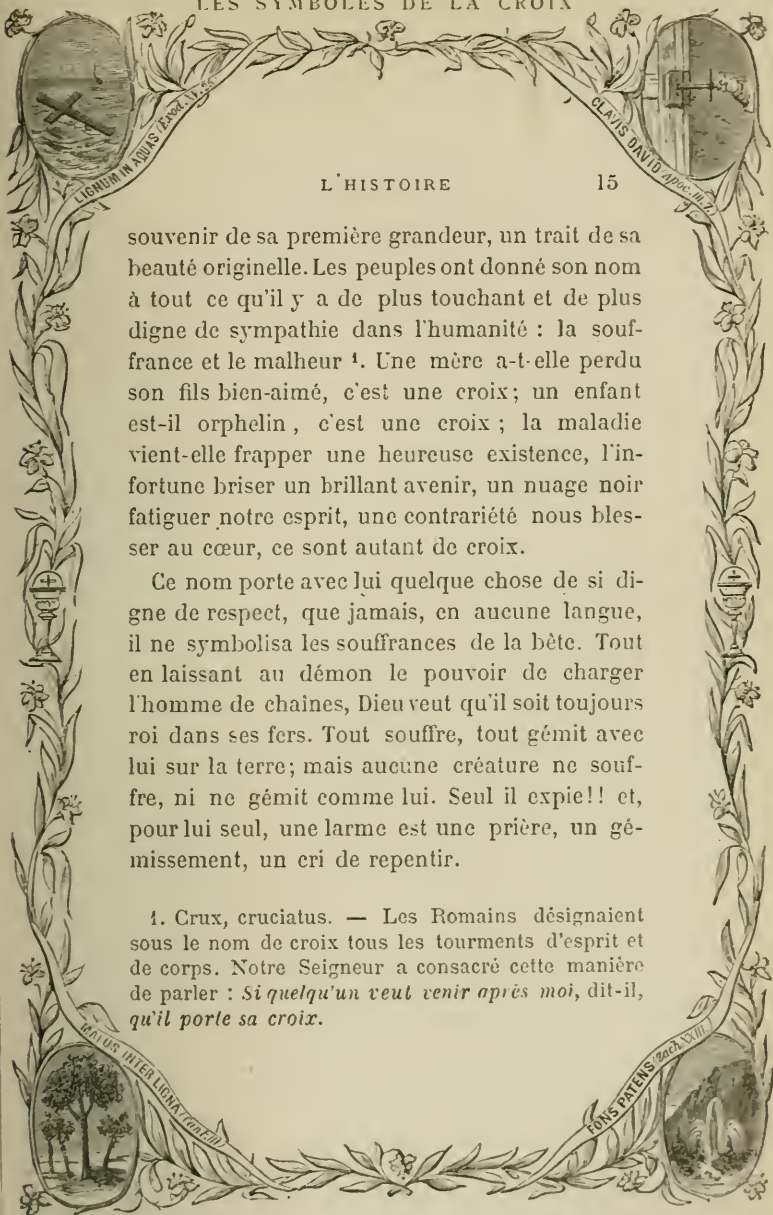 LES SYMBOLES DE LA CROIX
LIGNUM IN AQUAS (Exod.
CLAVIS DAVID Apoc. III. 7.
L'HISTOIRE 15
souvenir de sa première grandeur, un trait de sa
beauté originelle. Les peuples ont donné son nom
à tout ce qu'il y a de plus touchant et de plus
digne de sympathie dans l'humanité : la souf-
france et le malheur ¹. Une mère a-t-elle perdu
son fils bien-aimé, c'est une croix; un enfant
est-il orphelin, c'est une croix ; la maladie
vient-elle frapper une heureuse existence, l'in-
fortune briser un brillant avenir, un nuage noir
fatiguer notre esprit, une contrariété nous bles-
ser au cœur, ce sont autant de croix.
Ce nom porte avec lui quelque chose de si di-
gne de respect, que jamais, en aucune langue,
il ne symbolisa les souffrances de la bête. Tout
en laissant au démon le pouvoir de charger
l'homme de chaînes, Dieu veut qu'il soit toujours
roi dans ses fers. Tout souffre, tout gémit avec
lui sur la terre; mais aucune créature ne souf-
fre, ni ne gémit comme lui. Seul il expie!! et,
pour lui seul, une larme est une prière, un gé-
missement, un cri de repentir.
1. Crux, cruciatus. — Les Romains désignaient
sous le nom de croix tous les tourments d'esprit et
de corps. Notre Seigneur a consacré cette manière
de parler : Si quelqu'un veut venir après moi, dit-il,
qu'il porte sa croix.
MALUS INTER LIGNA
FONS PATENS (Zach. XIII.)